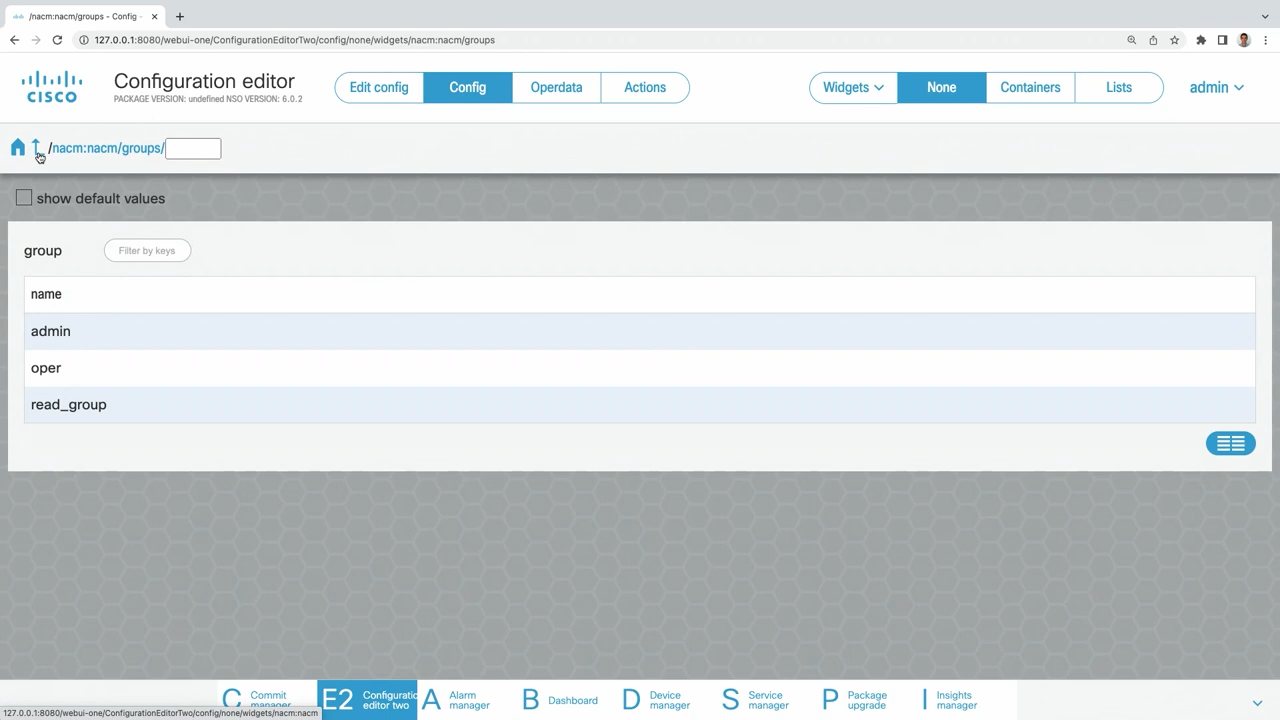 /nacm:nacm/groups - Config -
127.0.0.1:8080/webui-one/ConfigurationEditorTwo/config/none/widgets/nacm:nacm/groups
CISCO
Configuration editor
PACKAGE VERSION: undefined NSO VERSION: 6.0.2
Edit config Config Operdata Actions
Widgets None Containers Lists
admin
/nacm:nacm/groups/
show default values
group
Filter by keys
name
admin
oper
read_group
C Commit manager
E2 Configuratic editor two
A Alarm manager
B Dashboard
D Device manager
S Service manager
P Package upgrade
I Insights manager
127.0.0.1:8080/webui-one/ConfigurationEditorTwo/config/none/widgets/nacm:nacm